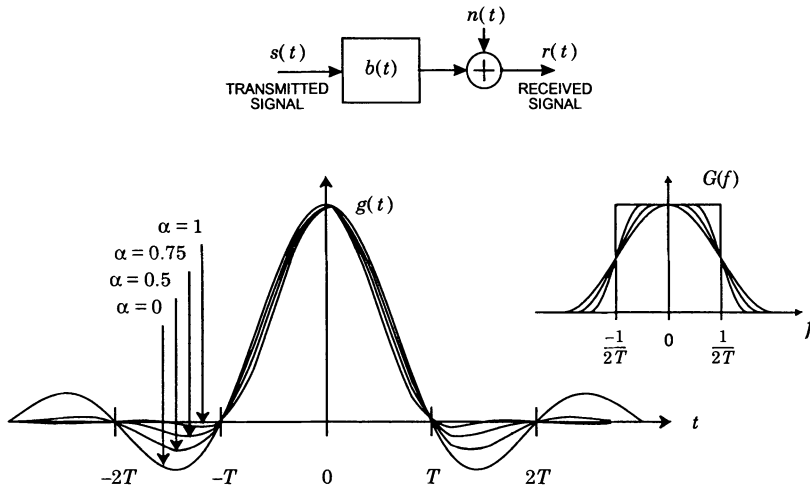 n(t)
s(t)
b(t)
r(t)
TRANSMITTED
SIGNAL
RECEIVED
SIGNAL
g(t)
G(f)
α = 1
α = 0.75
α = 0.5
α = 0
-1/2T
0
1/2T
t
-2T
-T
0
T
2T